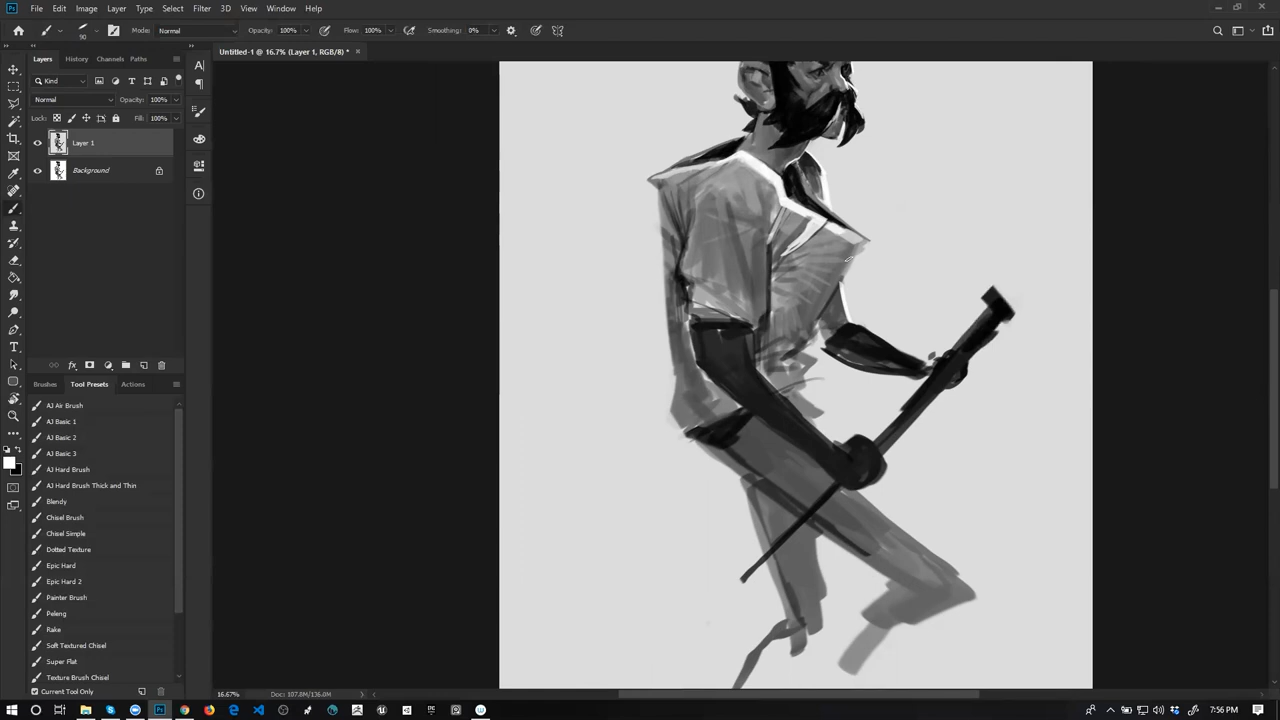 Ps File Edit Image Layer Type Select Filter 3D View Window Help
90 Mode: Normal Opacity: 100% Flow: 100% Smoothing: 0%
Untitled-1 @ 16.7% (Layer 1, RGB/8) *
Layers History Channels Paths
Kind
Normal Opacity: 100%
Lock: Fill: 100%
Layer 1
Background
Brushes Tool Presets Actions
AJ Air Brush
AJ Basic 1
AJ Basic 2
AJ Basic 3
AJ Hard Brush
AJ Hard Brush Thick and Thin
Blendy
Chisel Brush
Chisel Simple
Dotted Texture
Epic Hard
Epic Hard 2
Painter Brush
Peleng
Rake
Soft Textured Chisel
Super Flat
Texture Brush Chisel
Current Tool Only
16.67% Doc: 107.8M/136.0M
7:56 PM